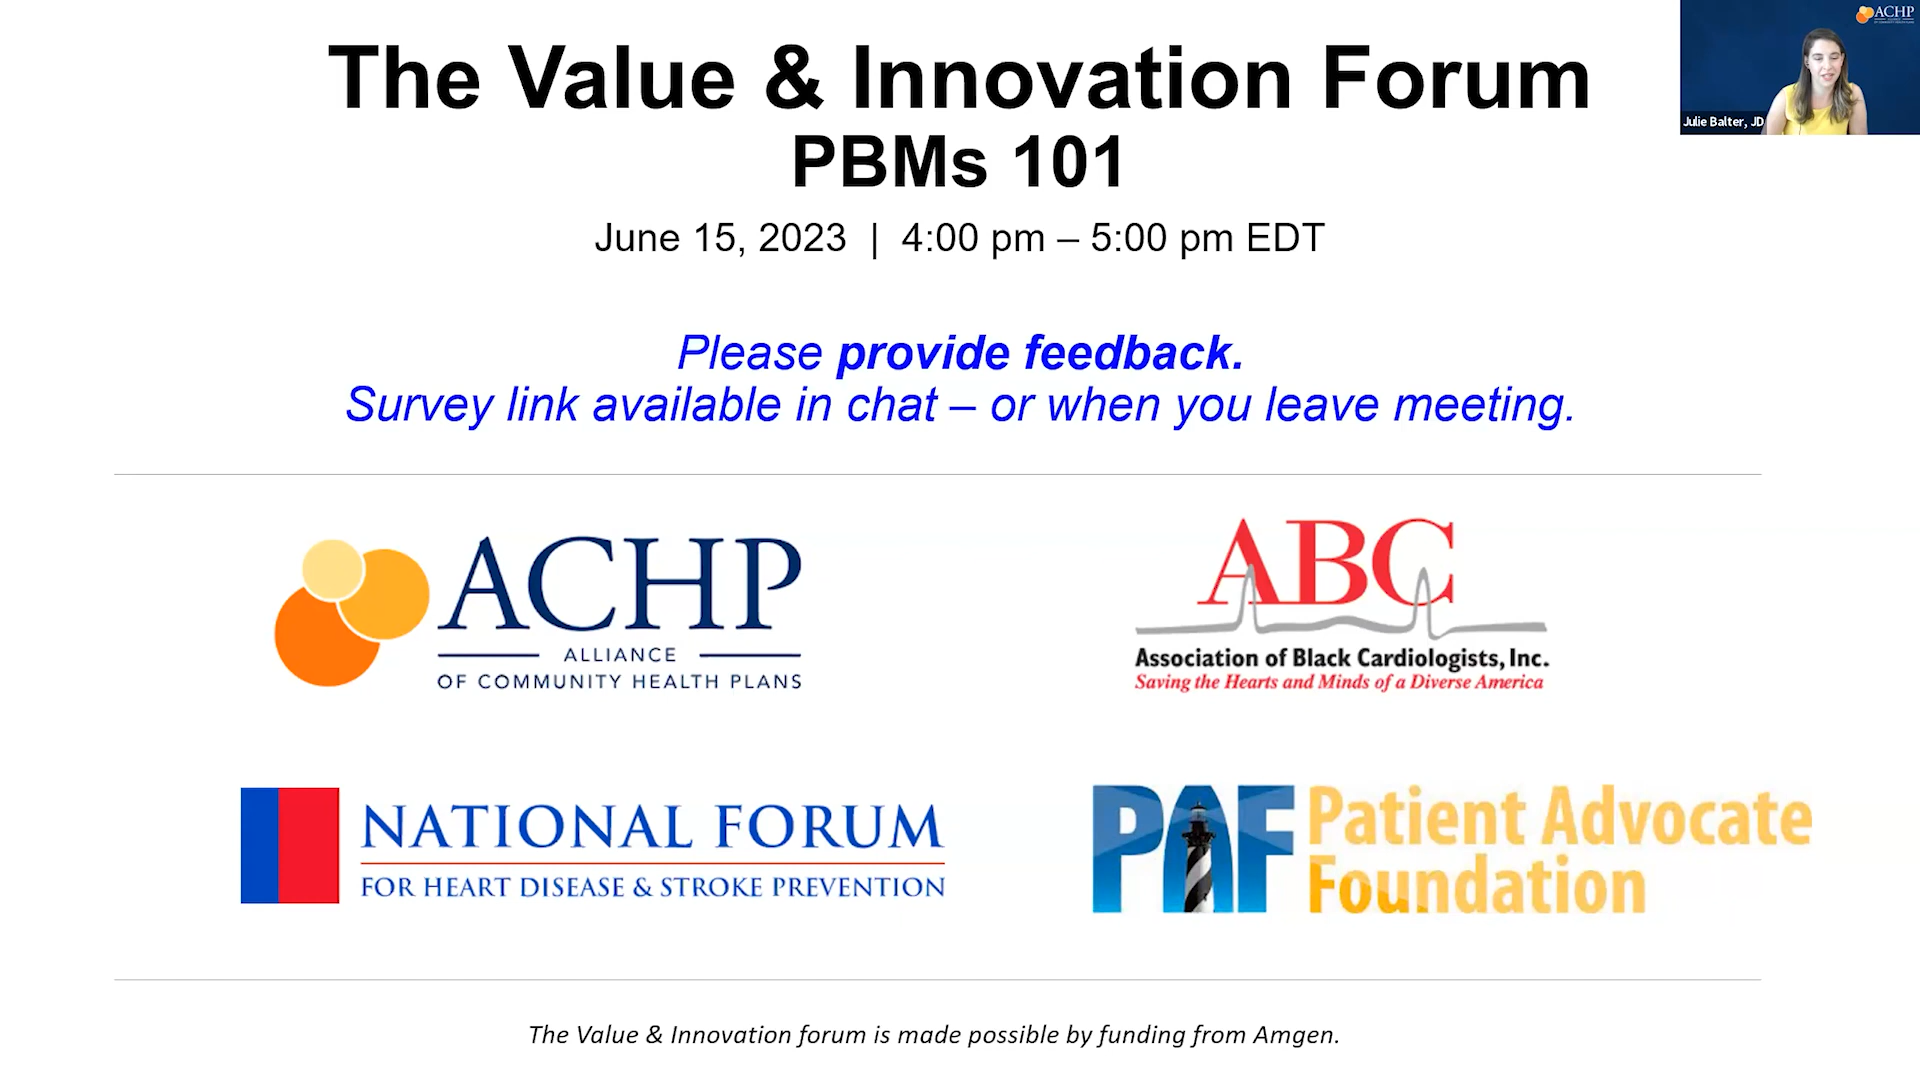 The Value & Innovation Forum
PBMs 101
June 15, 2023 | 4:00 pm – 5:00 pm EDT
Please provide feedback.
Survey link available in chat – or when you leave meeting.
ACHP
ALLIANCE
OF COMMUNITY HEALTH PLANS
ABC
Association of Black Cardiologists, Inc.
Saving the Hearts and Minds of a Diverse America
NATIONAL FORUM
FOR HEART DISEASE & STROKE PREVENTION
PAF Patient Advocate
Foundation
The Value & Innovation forum is made possible by funding from Amgen.
ACHP
Julie Balter, JD